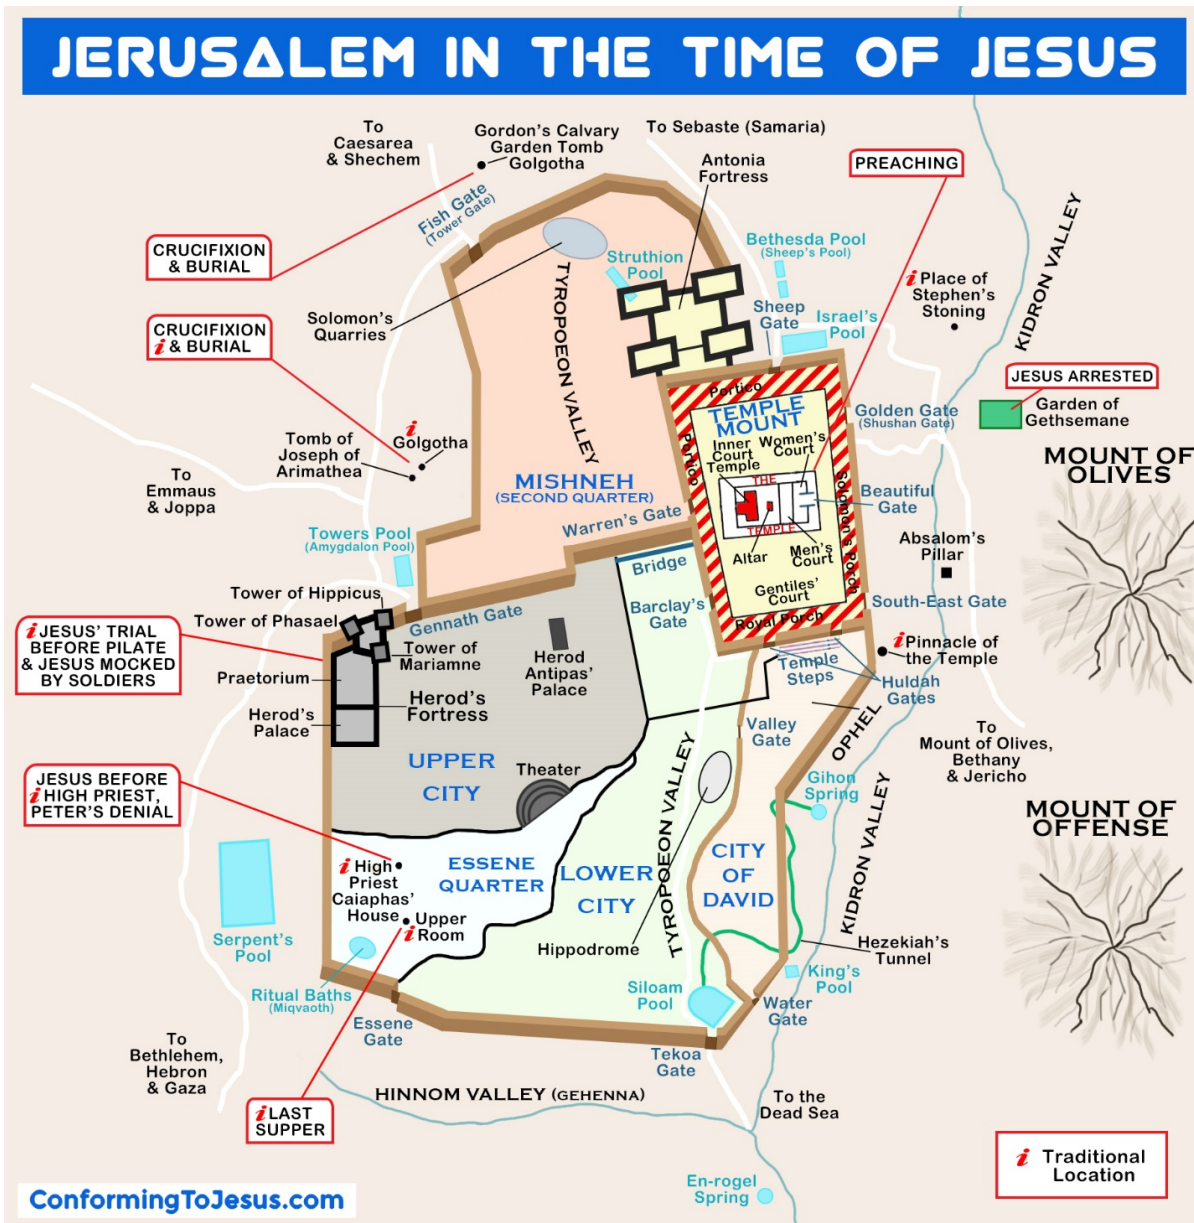 JERUSALEM IN THE TIME OF JESUS
To
Caesarea
& Shechem
Gordon's Calvary
Garden Tomb
Golgotha
To Sebaste (Samaria)
Antonia
Fortress
PREACHING
Fish Gate
(Tower Gate)
KIDRON VALLEY
CRUCIFIXION
& BURIAL
Struthion
Pool
Bethesda Pool
(Sheep's Pool)
i Place of
Stephen's
Stoning
TYROPOEON VALLEY
Solomon's
Quarries
Sheep
Gate
Israel's
Pool
CRUCIFIXION
i & BURIAL
JESUS ARRESTED
Garden of
Gethsemane
Portico
TEMPLE
MOUNT
Golden Gate
(Shushan Gate)
i
Golgotha
Tomb of
Joseph of
Arimathea
Portico
Inner
Court
Temple
Women's
Court
Solomon's Porch
MOUNT OF
OLIVES
To
Emmaus
& Joppa
MISHNEH
(SECOND QUARTER)
THE
TEMPLE
Beautiful
Gate
Warren's Gate
Towers Pool
(Amygdalon Pool)
Altar
Men's
Court
Absalom's
Pillar
Bridge
Gentiles'
Court
Tower of Hippicus
Tower of Phasael
Gennath Gate
Barclay's
Gate
Royal Porch
South-East Gate
i JESUS' TRIAL
BEFORE PILATE
& JESUS MOCKED
BY SOLDIERS
Tower of
Mariamne
Herod
Antipas'
Palace
Temple
Steps
i Pinnacle of
the Temple
Praetorium
Herod's
Fortress
Huldah
Gates
Herod's
Palace
Valley
Gate
OPHEL
To
Mount of Olives,
Bethany
& Jericho
UPPER
CITY
Theater
TYROPOEON VALLEY
Gihon
Spring
JESUS BEFORE
i HIGH PRIEST,
PETER'S DENIAL
KIDRON VALLEY
MOUNT OF
OFFENSE
i High
Priest
Caiaphas'
House
ESSENE
QUARTER
LOWER
CITY
CITY
OF
DAVID
Upper
i Room
Serpent's
Pool
Hippodrome
Hezekiah's
Tunnel
Ritual Baths
(Miqvaoth)
Siloam
Pool
King's
Pool
Essene
Gate
Water
Gate
To
Bethlehem,
Hebron
& Gaza
Tekoa
Gate
HINNOM VALLEY (GEHENNA)
To the
Dead Sea
i LAST
SUPPER
i Traditional
Location
En-rogel
Spring
ConformingToJesus.com